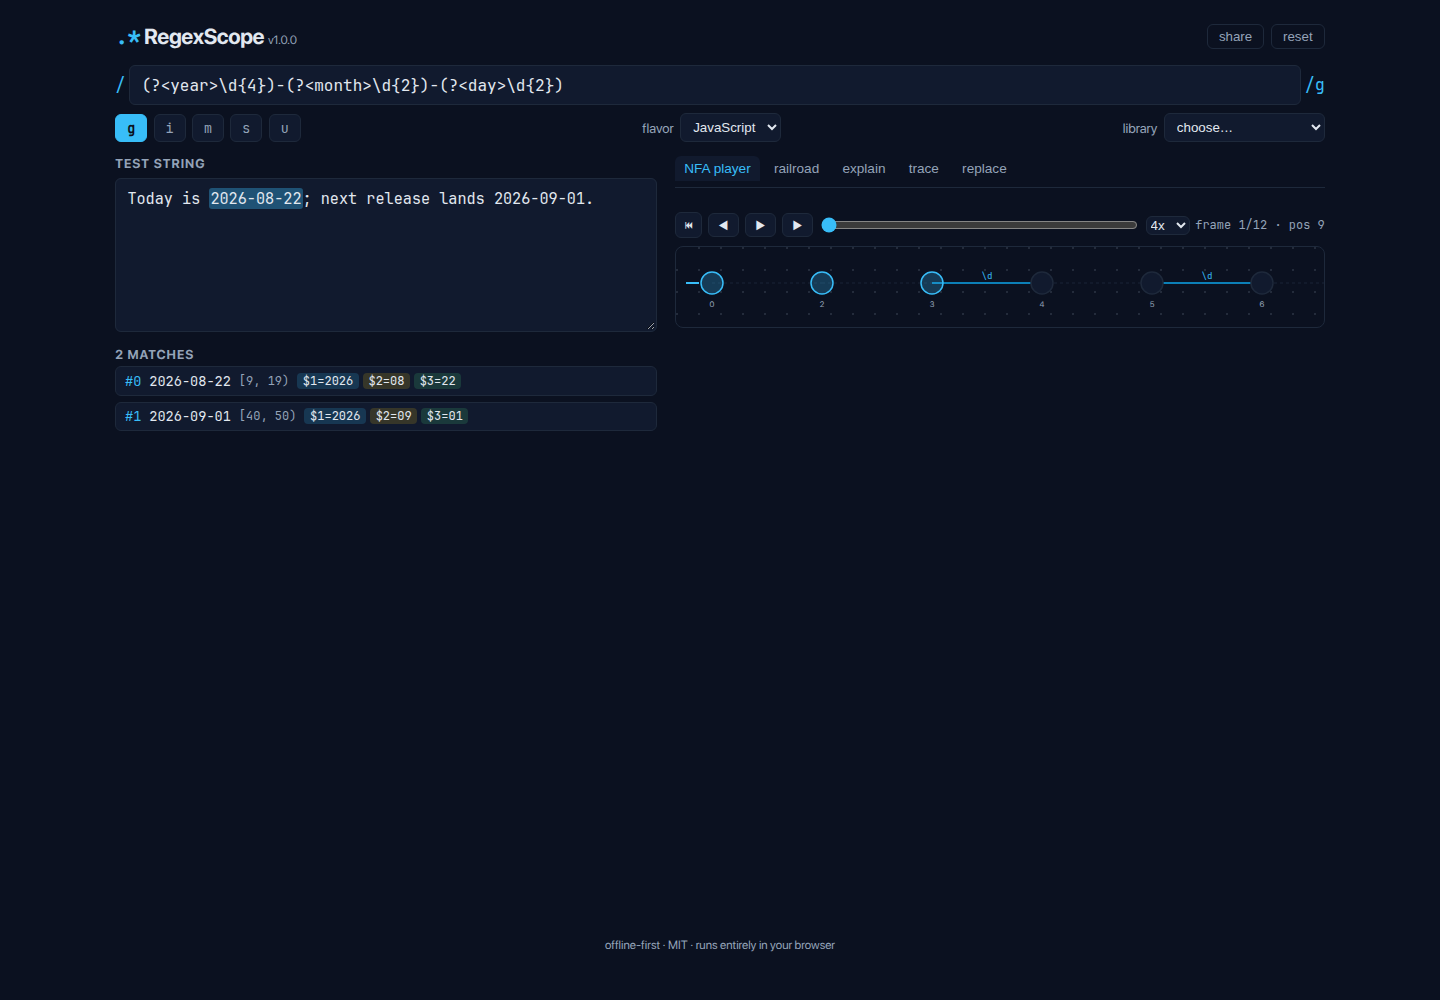 .* RegexScope v1.0.0
share reset
/ (?<year>\d{4})-(?<month>\d{2})-(?<day>\d{2}) /g
g i m s u
flavor JavaScript
library choose…
TEST STRING
Today is 2026-08-22; next release lands 2026-09-01.
2 MATCHES
#0 2026-08-22 [9, 19) $1=2026 $2=08 $3=22
#1 2026-09-01 [40, 50) $1=2026 $2=09 $3=01
NFA player railroad explain trace replace
4x frame 1/12 · pos 9
\d \d
0 2 3 4 5 6
offline-first · MIT · runs entirely in your browser